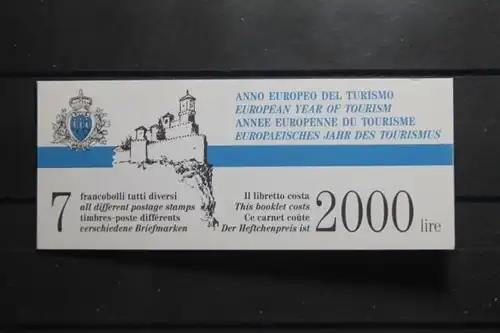 ANNO EUROPEO DEL TURISMO
EUROPEAN YEAR OF TOURISM
ANNEE EUROPENNE DU TOURISME
EUROPAEISCHES JAHR DES TOURISMUS
7
francobolli tutti diversi
all different postage stamps
timbres-poste différents
verschiedene Briefmarken
Il libretto costa
This booklet costs
Ce carnet coûte
Der Heftchenpreis ist
2000 lire